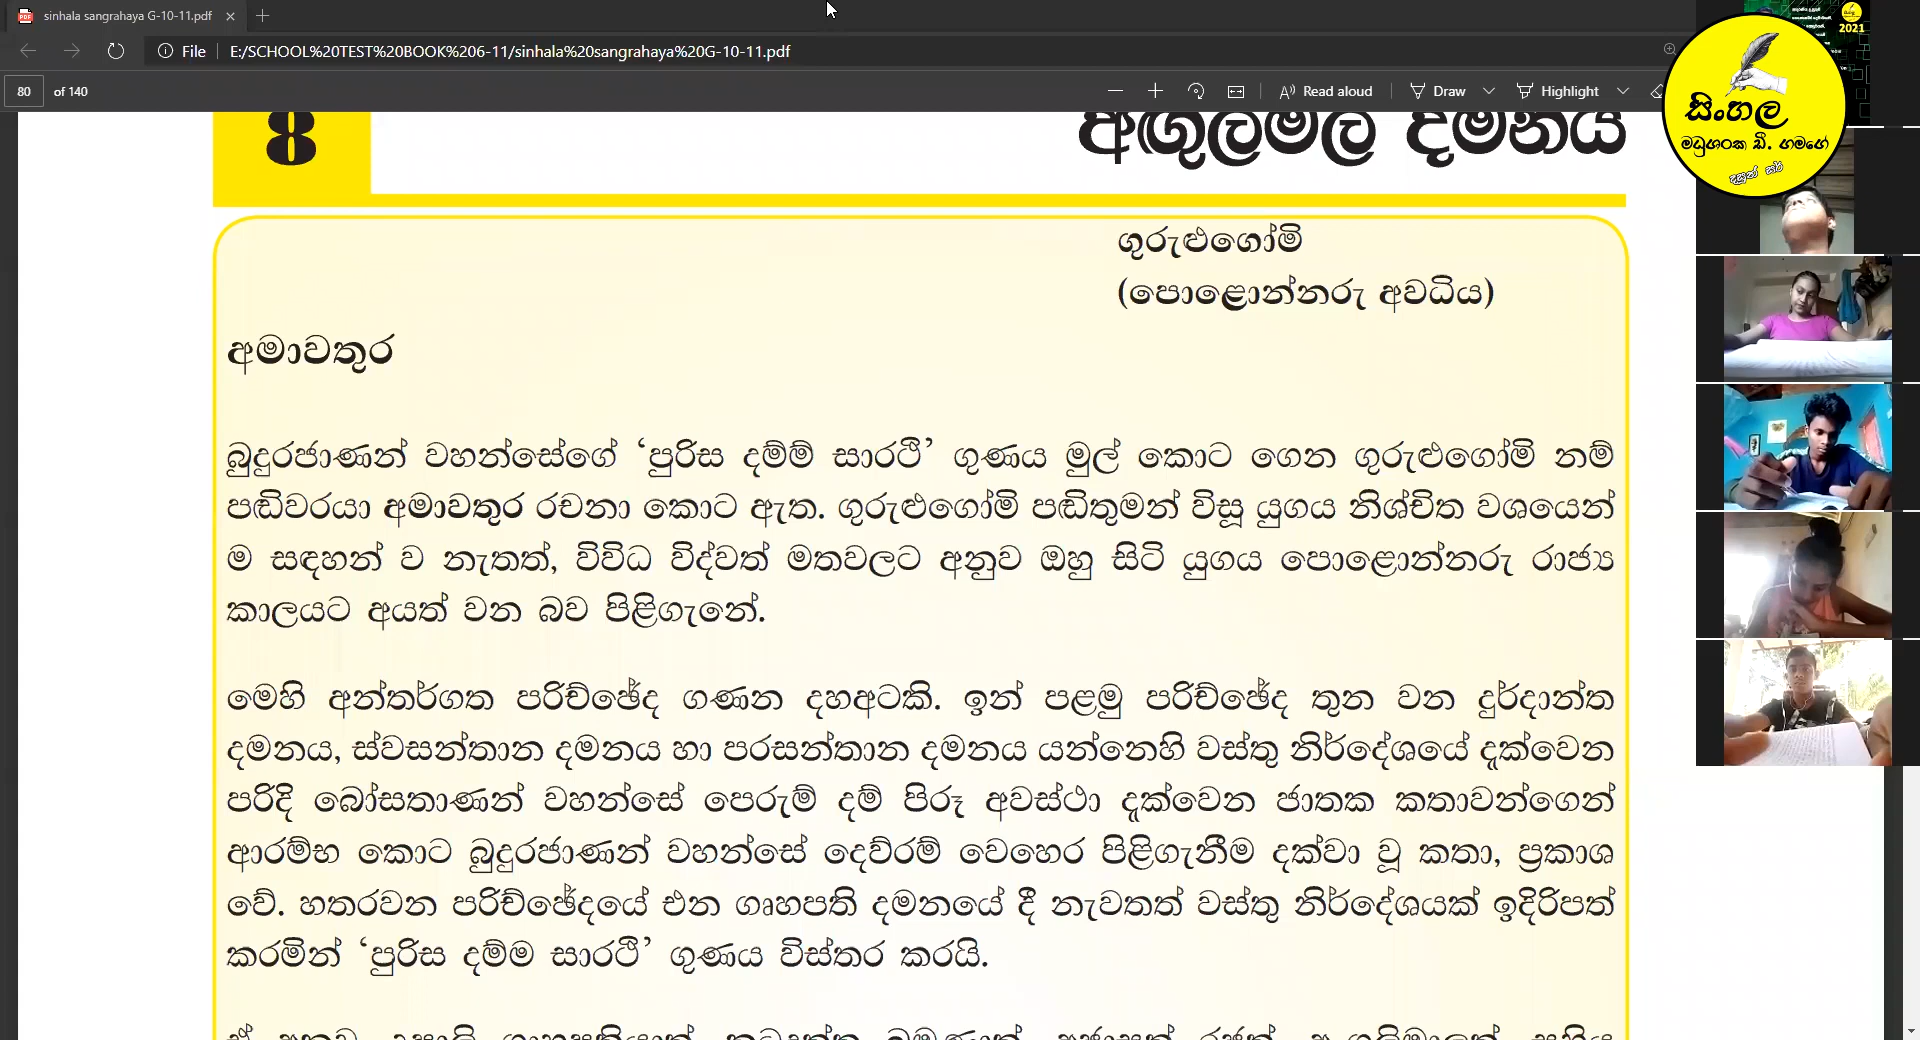 sinhala sangrahaya G-10-11.pdf
File
E:/SCHOOL%20TEST%20BOOK%206-11/sinhala%20sangrahaya%20G-10-11.pdf
80
of 140
Read aloud
Draw
Highlight
2021
සිංහල
මධුශංක ඩී. ගමගේ
8
අඟුල්මල් දමනය
ගුරුළුගෝමි
(පොළොන්නරු අවධිය)
අමාවතුර
බුදුරජාණන් වහන්සේගේ ‘පුරිස දම්ම් සාරථී’ ගුණය මුල් කොට ගෙන ගුරුළුගෝමි නම්
පඬිවරයා අමාවතුර රචනා කොට ඇත. ගුරුළුගෝමි පඬිතුමන් විසූ යුගය නිශ්චිත වශයෙන්
ම සඳහන් ව නැතත්, විවිධ විද්වත් මතවලට අනුව ඔහු සිටි යුගය පොළොන්නරු රාජ්‍ය
කාලයට අයත් වන බව පිළිගැනේ.
මෙහි අන්තර්ගත පරිච්ඡේද ගණන දහඅටකි. ඉන් පළමු පරිච්ඡේද තුන වන දුර්දාන්ත
දමනය, ස්වසන්තාන දමනය හා පරසන්තාන දමනය යන්නෙහි වස්තු නිර්දේශයේ දැක්වෙන
පරිදි බෝසතාණන් වහන්සේ පෙරුම් දම් පිරූ අවස්ථා දැක්වෙන ජාතක කතාවන්ගෙන්
ආරම්භ කොට බුදුරජාණන් වහන්සේ දෙව්රම් වෙහෙර පිළිගැනීම දක්වා වූ කතා, ප්‍රකාශ
වේ. හතරවන පරිච්ඡේදයේ එන ගෘහපති දමනයේ දී නැවතත් වස්තු නිර්දේශයක් ඉදිරිපත්
කරමින් ‘පුරිස දම්ම සාරථී’ ගුණය විස්තර කරයි.